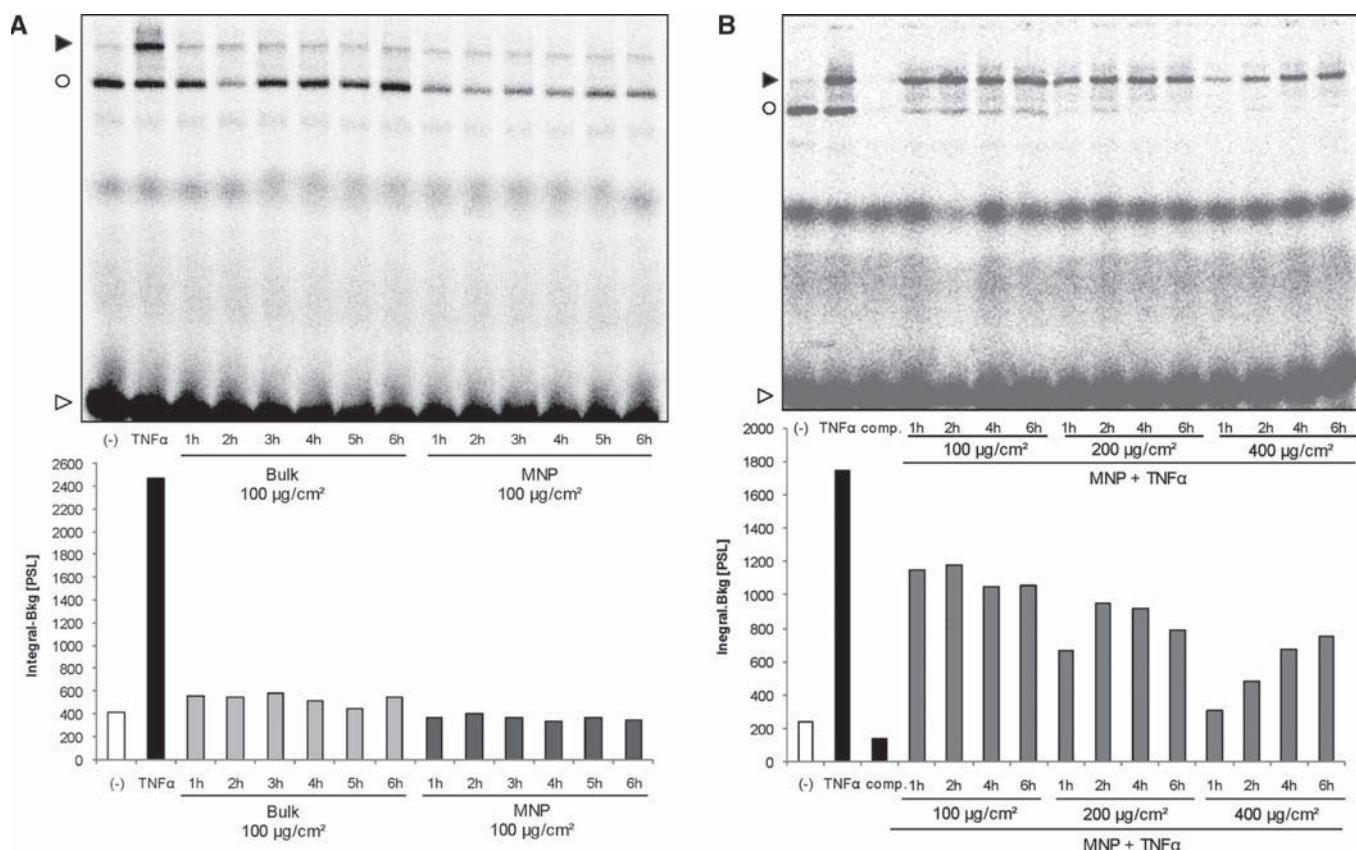 A
(-) TNFα 1h 2h 3h 4h 5h 6h 1h 2h 3h 4h 5h 6h
Bulk MNP
100 µg/cm² 100 µg/cm²
Integral-Bkg [PSL]
2600
2400
2200
2000
1800
1600
1400
1200
1000
800
600
400
200
0
(-) TNFα 1h 2h 3h 4h 5h 6h 1h 2h 3h 4h 5h 6h
Bulk MNP
100 µg/cm² 100 µg/cm²
B
(-) TNFα comp. 1h 2h 4h 6h 1h 2h 4h 6h 1h 2h 4h 6h
100 µg/cm² 200 µg/cm² 400 µg/cm²
MNP + TNFα
Inegral.Bkg [PSL]
2000
1800
1600
1400
1200
1000
800
600
400
200
0
(-) TNFα comp. 1h 2h 4h 6h 1h 2h 4h 6h 1h 2h 4h 6h
100 µg/cm² 200 µg/cm² 400 µg/cm²
MNP + TNFα